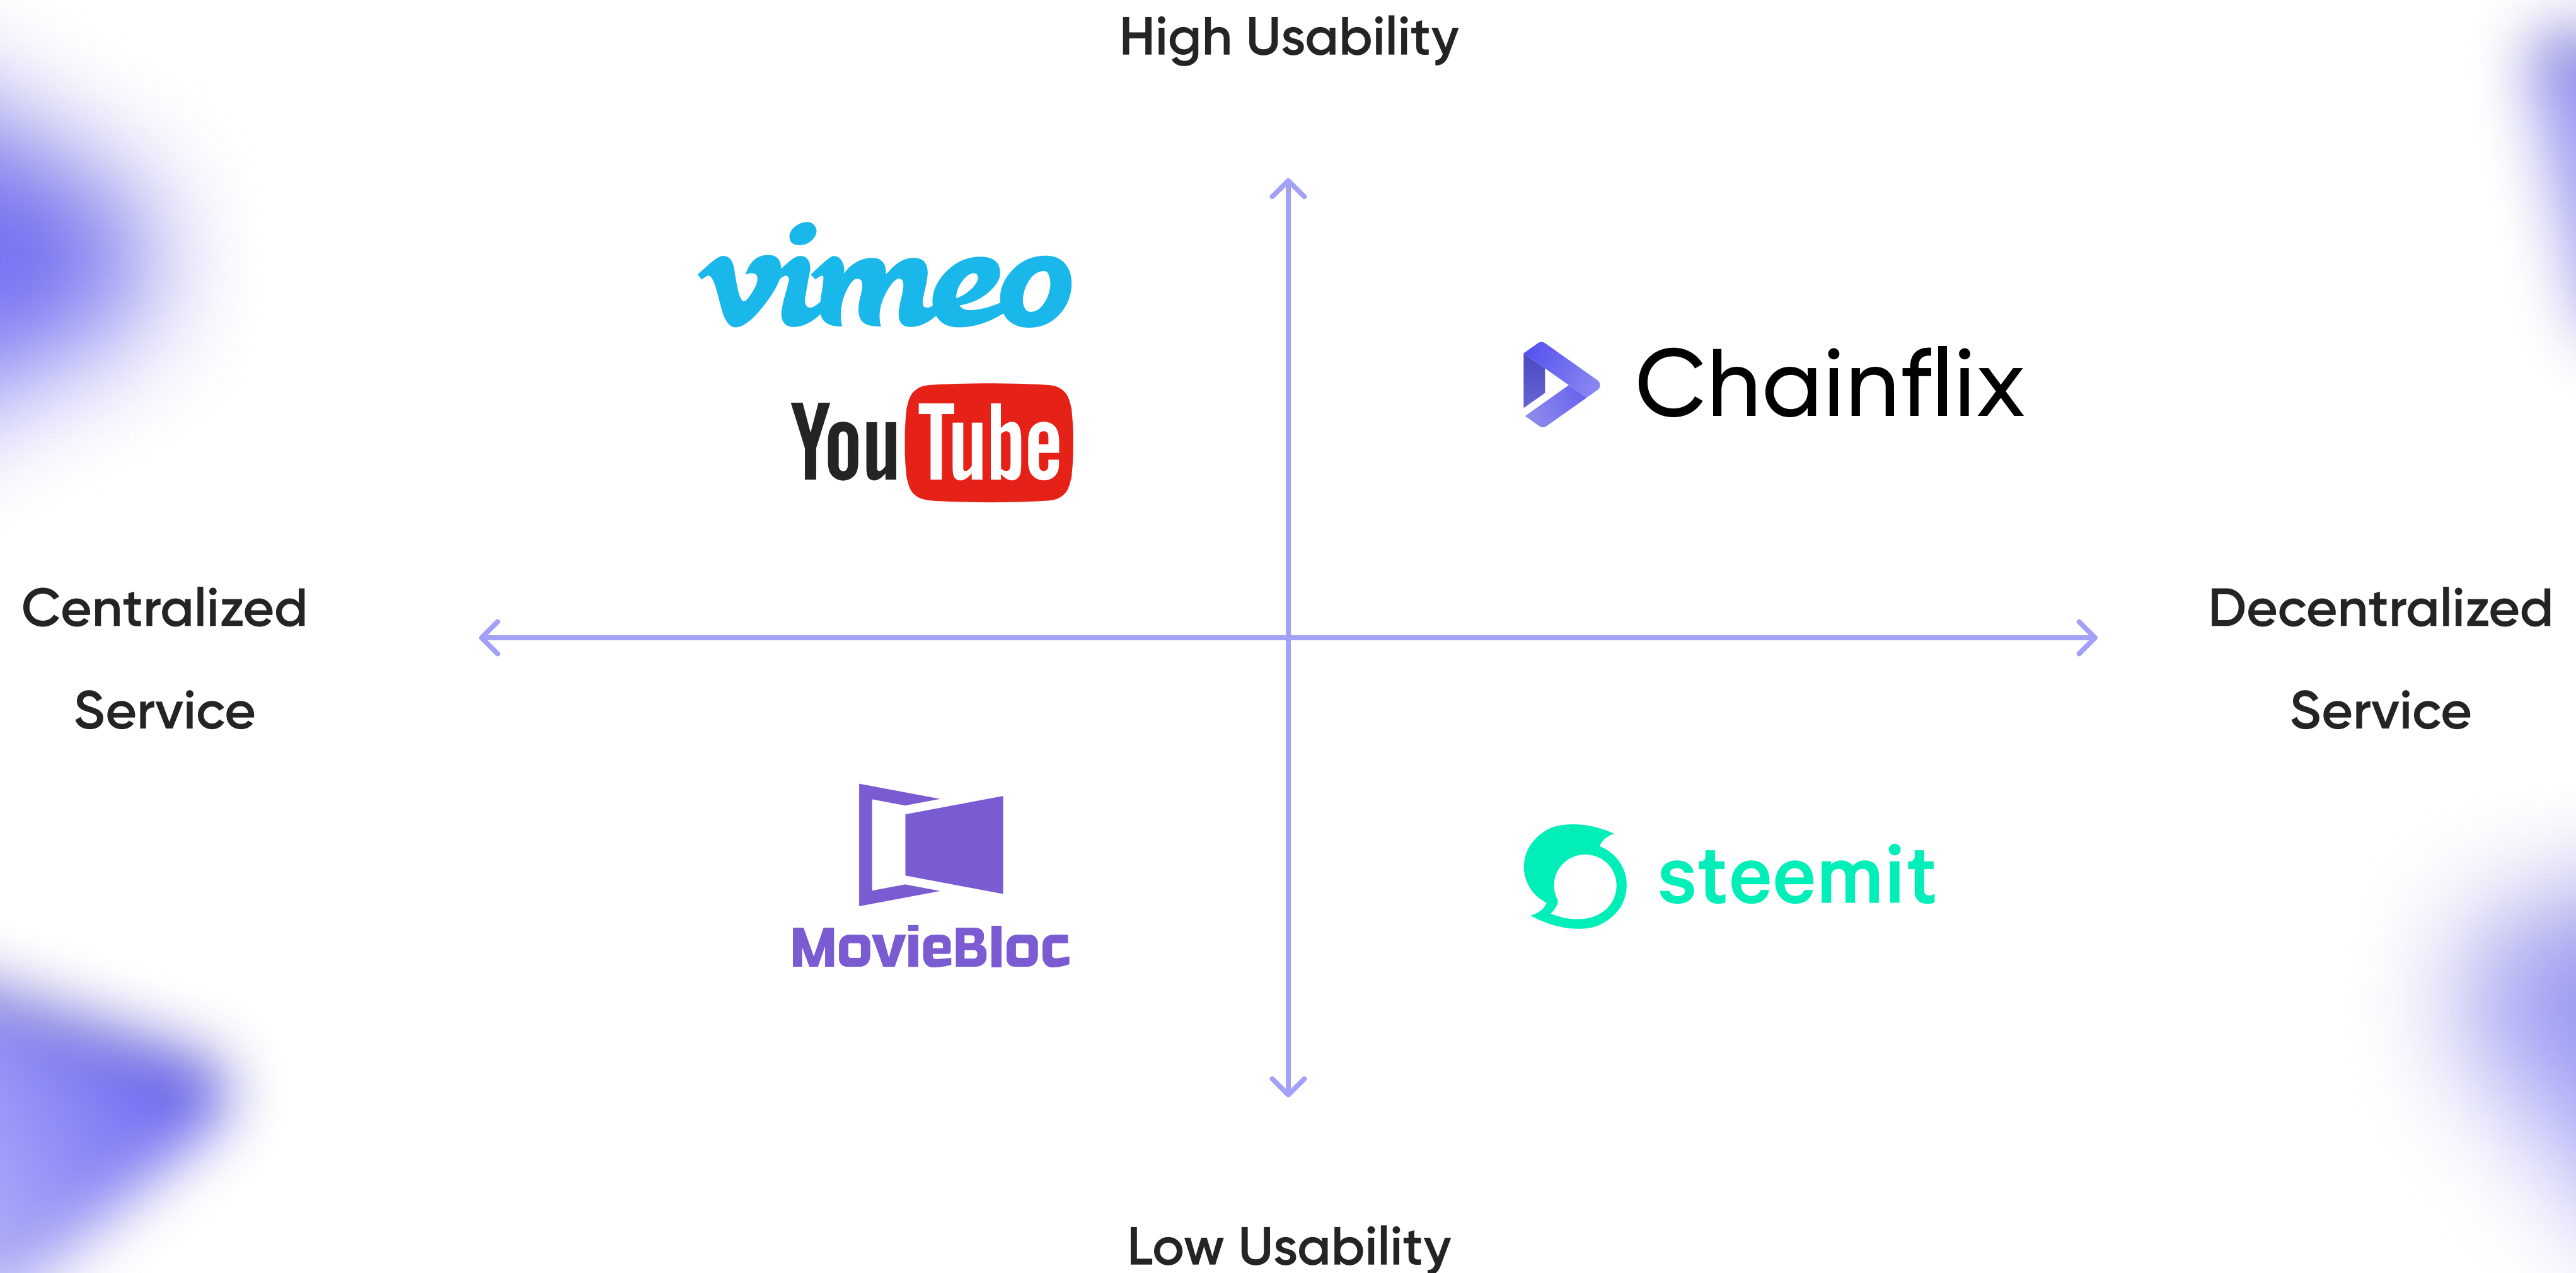 High Usability
vimeo
YouTube
Chainflix
Centralized
Service
Decentralized
Service
MovieBloc
steemit
Low Usability